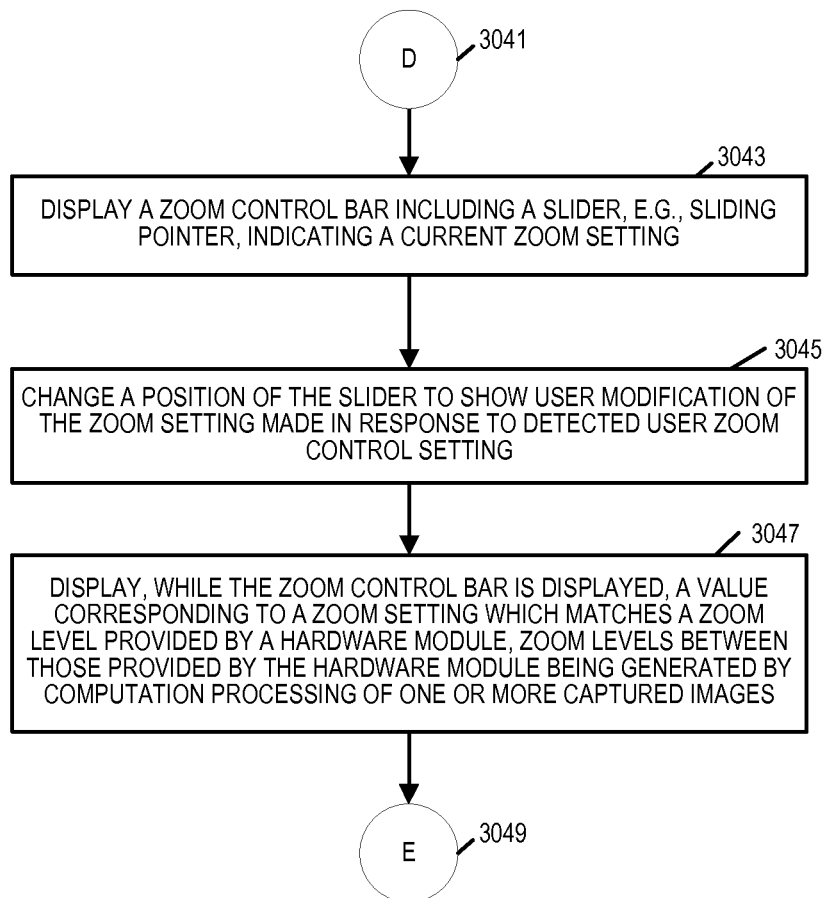 D
3041
3043
DISPLAY A ZOOM CONTROL BAR INCLUDING A SLIDER, E.G., SLIDING
POINTER, INDICATING A CURRENT ZOOM SETTING
3045
CHANGE A POSITION OF THE SLIDER TO SHOW USER MODIFICATION OF
THE ZOOM SETTING MADE IN RESPONSE TO DETECTED USER ZOOM
CONTROL SETTING
3047
DISPLAY, WHILE THE ZOOM CONTROL BAR IS DISPLAYED, A VALUE
CORRESPONDING TO A ZOOM SETTING WHICH MATCHES A ZOOM
LEVEL PROVIDED BY A HARDWARE MODULE, ZOOM LEVELS BETWEEN
THOSE PROVIDED BY THE HARDWARE MODULE BEING GENERATED BY
COMPUTATION PROCESSING OF ONE OR MORE CAPTURED IMAGES
E
3049